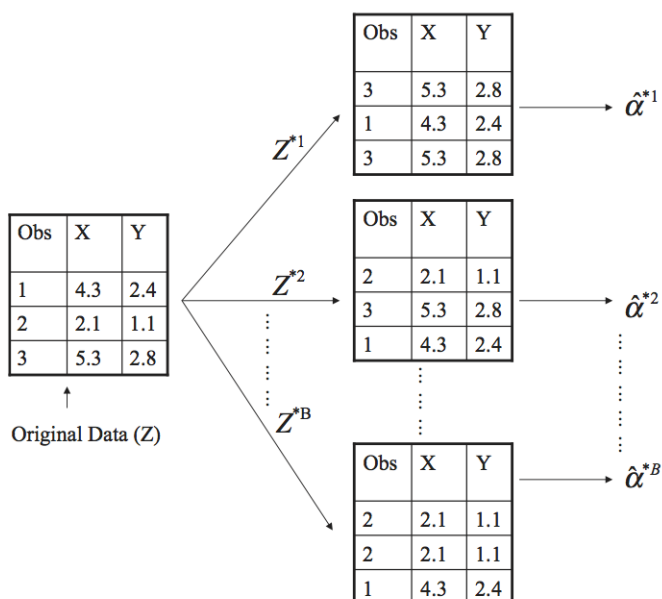 Obs X Y
3 5.3 2.8
1 4.3 2.4
3 5.3 2.8
α̂*1
Z*1
Obs X Y
1 4.3 2.4
2 2.1 1.1
3 5.3 2.8
Original Data (Z)
Z*2
Obs X Y
2 2.1 1.1
3 5.3 2.8
1 4.3 2.4
α̂*2
Z*B
Obs X Y
2 2.1 1.1
2 2.1 1.1
1 4.3 2.4
α̂*B